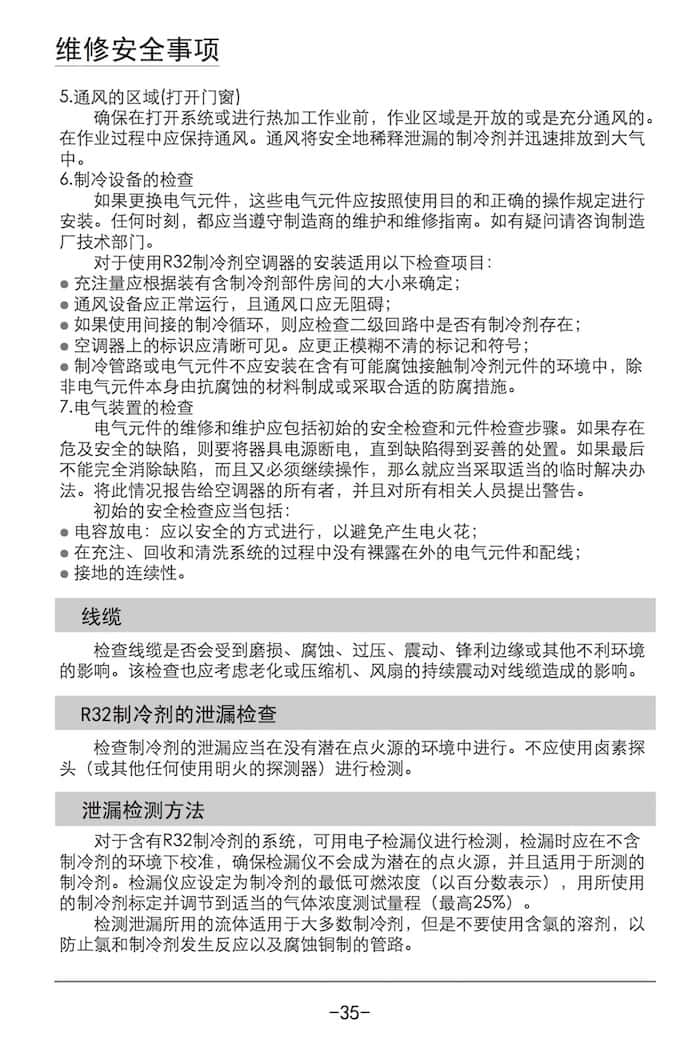 维修安全事项
5.通风的区域(打开门窗)
确保在打开系统或进行热加工作业前，作业区域是开放的或是充分通风的。
在作业过程中应保持通风。通风将安全地稀释泄漏的制冷剂并迅速排放到大气
中。
6.制冷设备的检查
如果更换电气元件，这些电气元件应按照使用目的和正确的操作规定进行
安装。任何时刻，都应当遵守制造商的维护和维修指南。如有疑问请咨询制造
厂技术部门。
对于使用R32制冷剂空调器的安装适用以下检查项目：
● 充注量应根据装有含制冷剂部件房间的大小来确定；
● 通风设备应正常运行，且通风口应无阻碍；
● 如果使用间接的制冷循环，则应检查二级回路中是否有制冷剂存在；
● 空调器上的标识应清晰可见。应更正模糊不清的标记和符号；
● 制冷管路或电气元件不应安装在含有可能腐蚀接触制冷剂元件的环境中，除
非电气元件本身由抗腐蚀的材料制成或采取合适的防腐措施。
7.电气装置的检查
电气元件的维修和维护应包括初始的安全检查和元件检查步骤。如果存在
危及安全的缺陷，则要将器具电源断电，直到缺陷得到妥善的处置。如果最后
不能完全消除缺陷，而且又必须继续操作，那么就应当采取适当的临时解决办
法。将此情况报告给空调器的所有者，并且对所有相关人员提出警告。
初始的安全检查应当包括：
● 电容放电：应以安全的方式进行，以避免产生电火花；
● 在充注、回收和清洗系统的过程中没有裸露在外的电气元件和配线；
● 接地的连续性。
线缆
检查线缆是否会受到磨损、腐蚀、过压、震动、锋利边缘或其他不利环境
的影响。该检查也应考虑老化或压缩机、风扇的持续震动对线缆造成的影响。
R32制冷剂的泄漏检查
检查制冷剂的泄漏应当在没有潜在点火源的环境中进行。不应使用卤素探
头（或其他任何使用明火的探测器）进行检测。
泄漏检测方法
对于含有R32制冷剂的系统，可用电子检漏仪进行检测，检漏时应在不含
制冷剂的环境下校准，确保检漏仪不会成为潜在的点火源，并且适用于所测的
制冷剂。检漏仪应设定为制冷剂的最低可燃浓度（以百分数表示），用所使用
的制冷剂标定并调节到适当的气体浓度测试量程（最高25%）。
检测泄漏所用的流体适用于大多数制冷剂，但是不要使用含氯的溶剂，以
防止氯和制冷剂发生反应以及腐蚀铜制的管路。
-35-